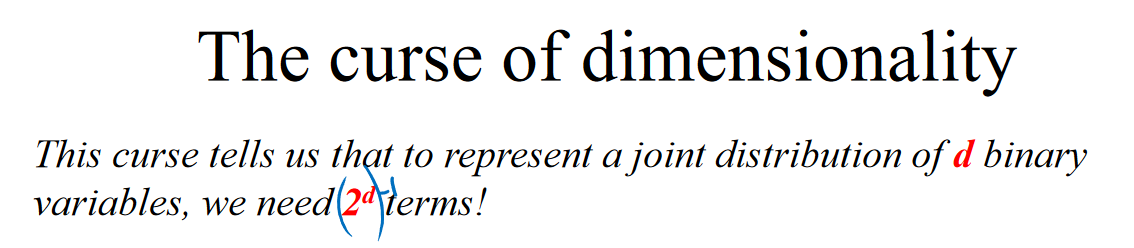 The curse of dimensionality
This curse tells us that to represent a joint distribution of d binary
variables, we need (2^d)-1 terms!